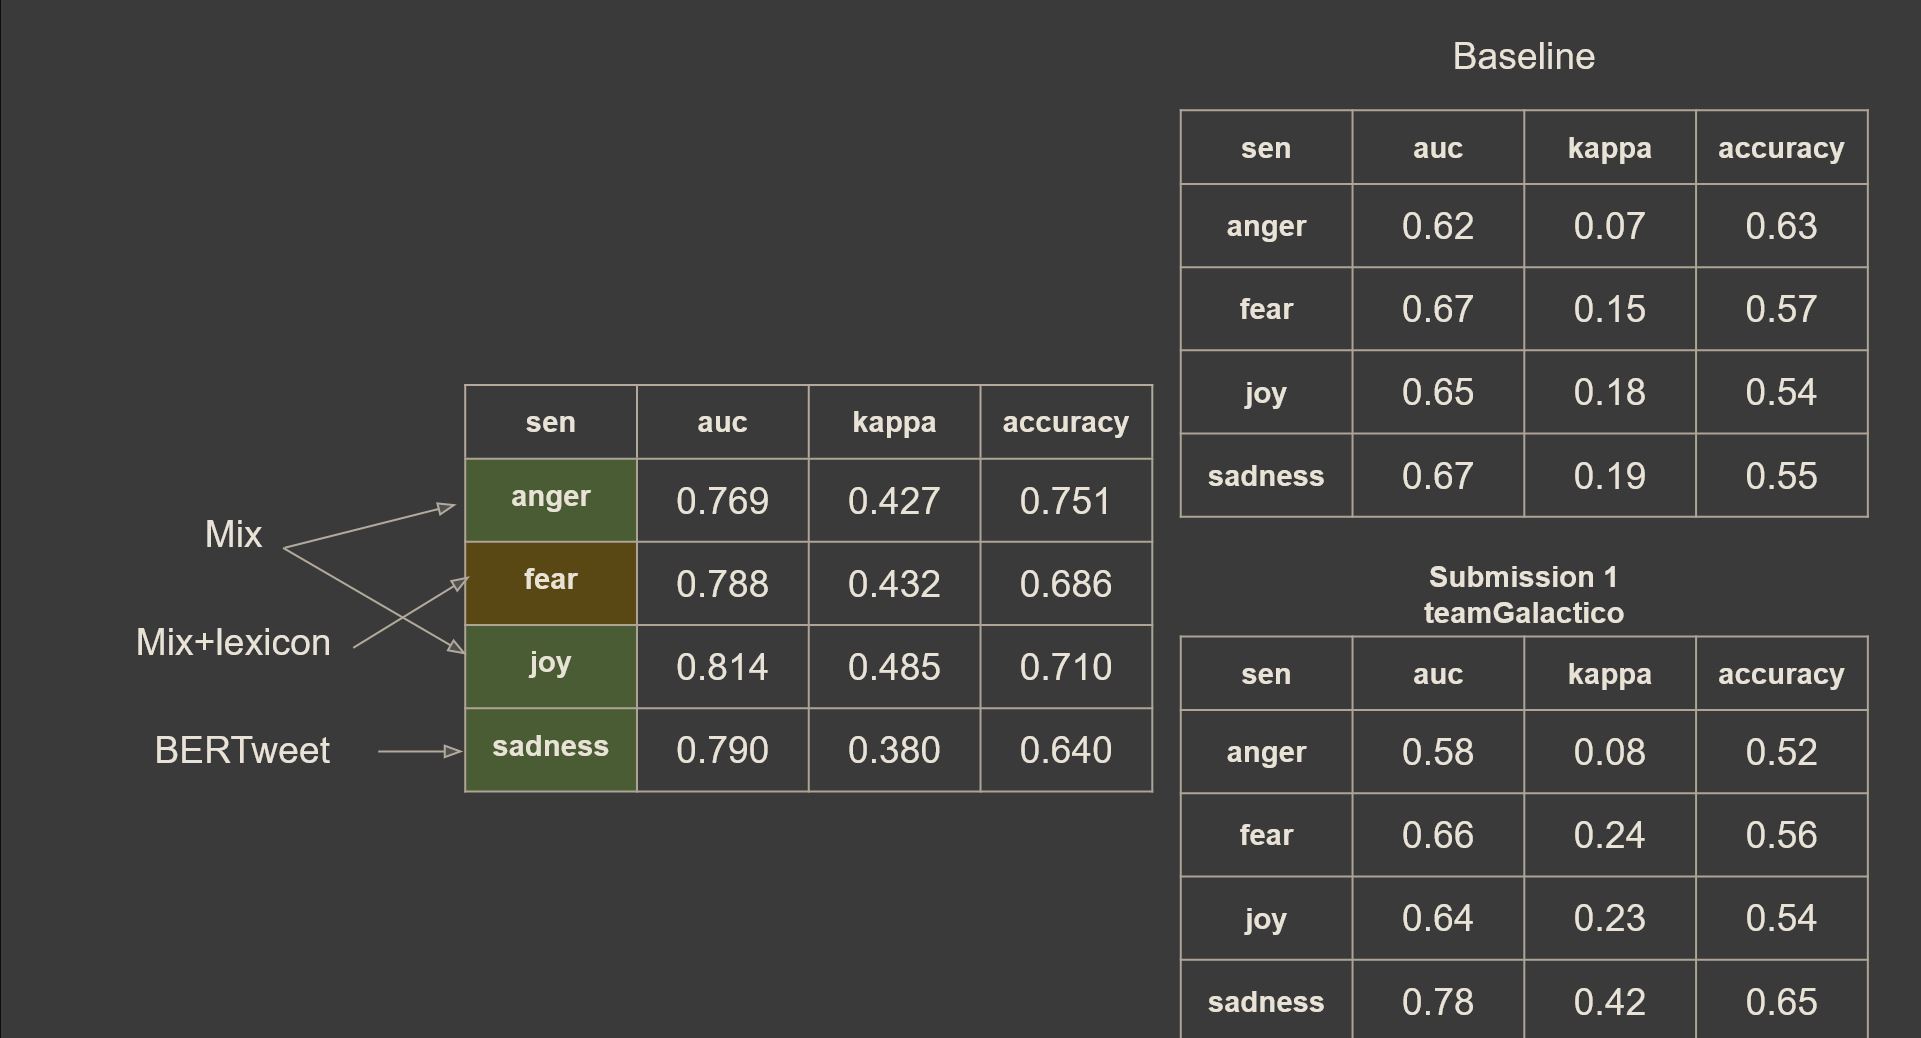 Baseline
sen auc kappa accuracy
anger 0.62 0.07 0.63
fear 0.67 0.15 0.57
joy 0.65 0.18 0.54
sadness 0.67 0.19 0.55
Mix
Mix+lexicon
BERTweet
sen auc kappa accuracy
anger 0.769 0.427 0.751
fear 0.788 0.432 0.686
joy 0.814 0.485 0.710
sadness 0.790 0.380 0.640
Submission 1
teamGalactico
sen auc kappa accuracy
anger 0.58 0.08 0.52
fear 0.66 0.24 0.56
joy 0.64 0.23 0.54
sadness 0.78 0.42 0.65